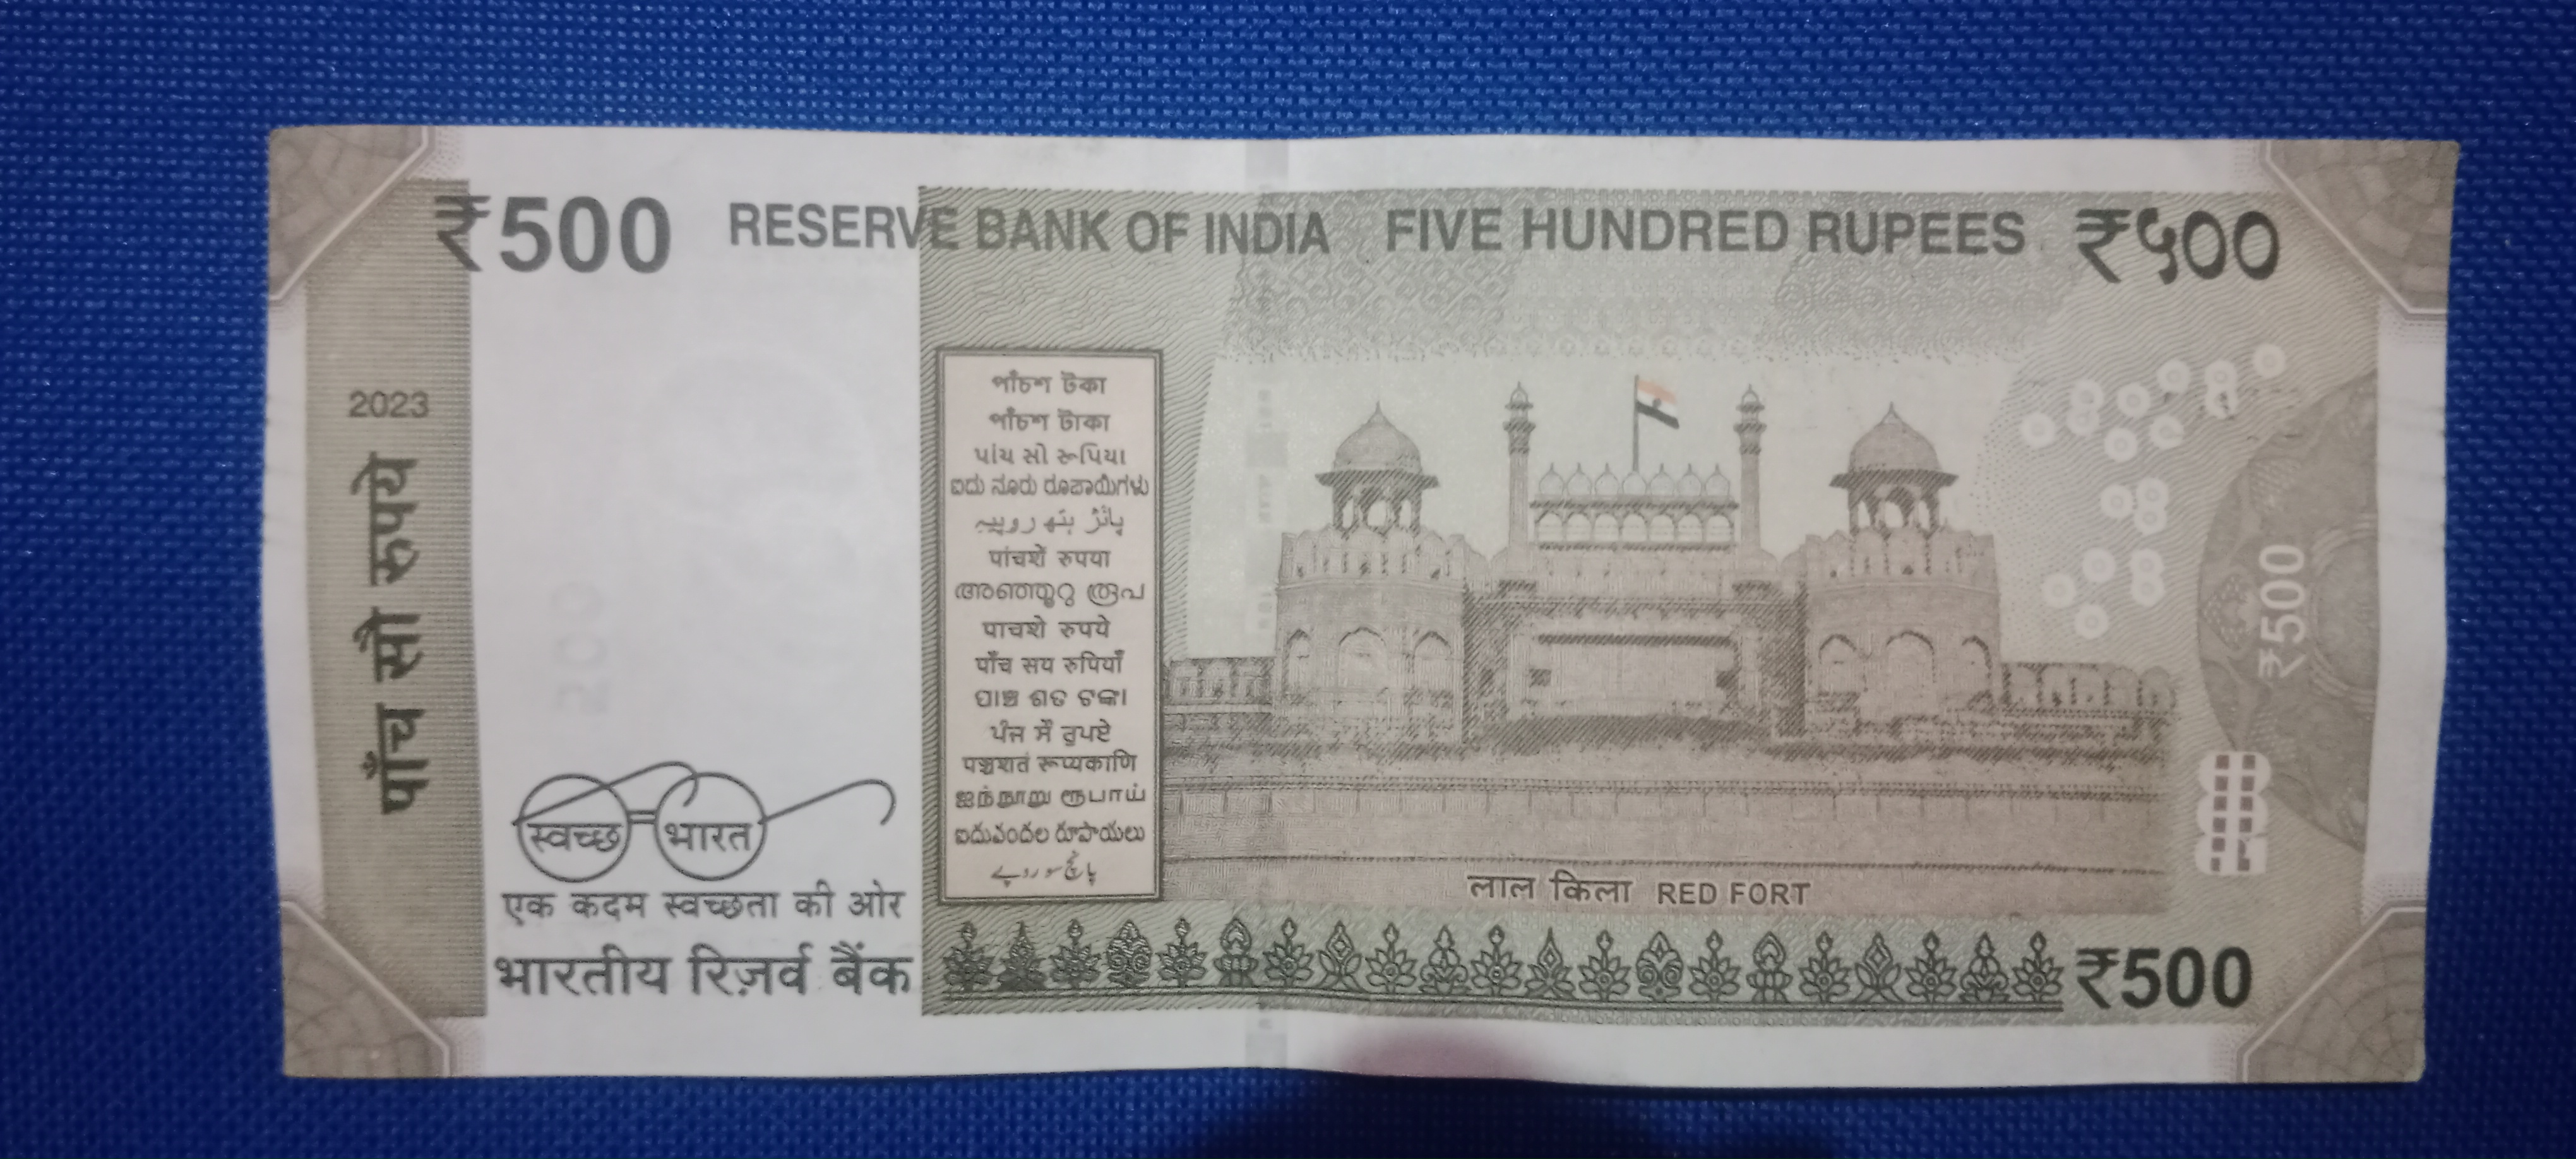 ₹500 RESERVE BANK OF INDIA FIVE HUNDRED RUPEES ₹५००
2023
पाँच सौ रुपये
পাঁচশ টকা
পাঁচশ টাকা
પાંચ સો રૂપિયા
ಐದು ನೂರು ರೂಪಾಯಿಗಳು
پانژ ہَتھ روپیہِ
पांचशें रुपया
അഞ്ഞൂറു രൂപ
पाचशे रुपये
पाँच सय रुपियाँ
ପାଞ୍ଚ ଶତ ଟଙ୍କା
ਪੰਜ ਸੌ ਰੁਪਏ
पञ्चशतं रूप्यकाणि
ஐந்நூறு ரூபாய்
ఐదువందల రూపాయలు
پانچ سو روپے
₹500
स्वच्छ भारत
एक कदम स्वच्छता की ओर
भारतीय रिज़र्व बैंक
लाल किला RED FORT
₹500